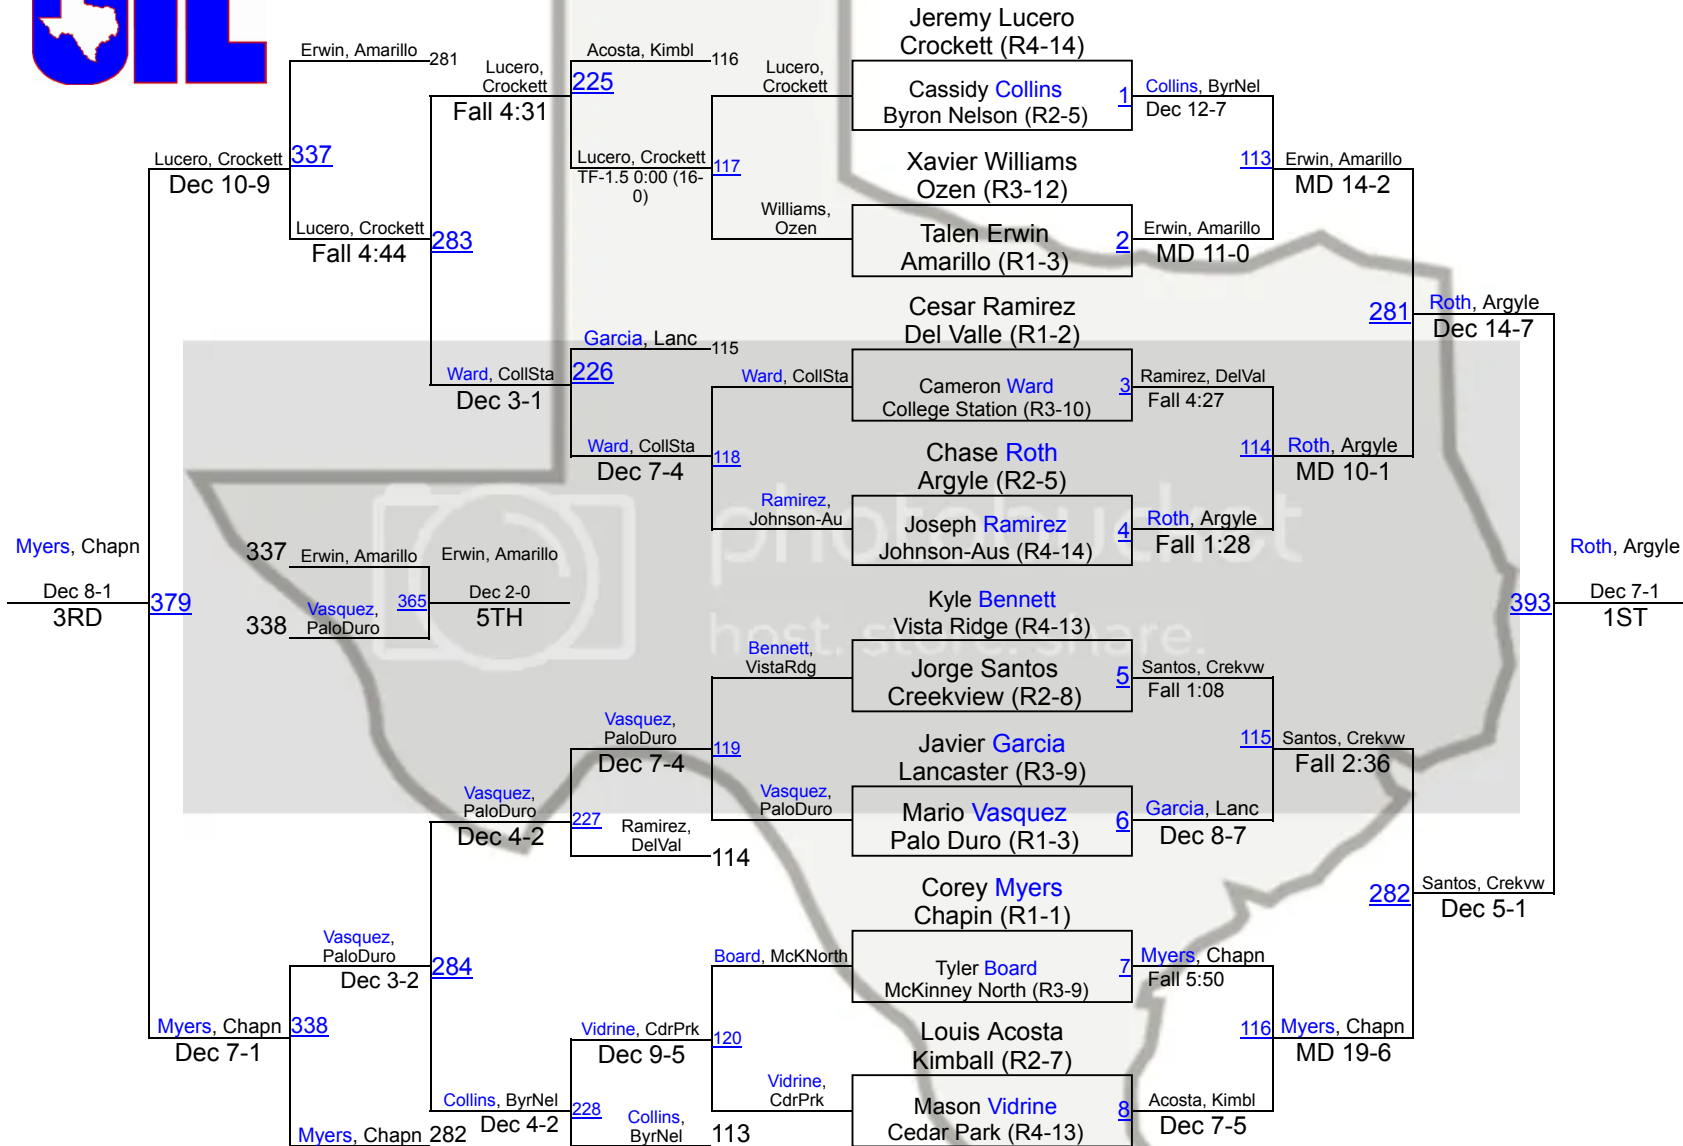 UIL
Jeremy Lucero
Crockett (R4-14)
Erwin, Amarillo
281
Acosta, Kimbl
116
Lucero,
Crockett
Fall 4:31
225
Lucero,
Crockett
Cassidy Collins
Byron Nelson (R2-5)
1
Collins, ByrNel
Dec 12-7
Lucero, Crockett
Dec 10-9
337
Lucero, Crockett
TF-1.5 0:00 (16-
0)
117
Xavier Williams
Ozen (R3-12)
113
Erwin, Amarillo
MD 14-2
Lucero, Crockett
Fall 4:44
283
Williams,
Ozen
Talen Erwin
Amarillo (R1-3)
2
Erwin, Amarillo
MD 11-0
Cesar Ramirez
Del Valle (R1-2)
281
Roth, Argyle
Dec 14-7
Garcia, Lanc
115
Ward, CollSta
Dec 3-1
226
Ward, CollSta
Cameron Ward
College Station (R3-10)
3
Ramirez, DelVal
Fall 4:27
Ward, CollSta
Dec 7-4
118
Chase Roth
Argyle (R2-5)
114
Roth, Argyle
MD 10-1
Ramirez,
Johnson-Au
Joseph Ramirez
Johnson-Aus (R4-14)
4
Roth, Argyle
Fall 1:28
photobucket
host. store. share.
Myers, Chapn
Dec 8-1
3RD
379
337
Erwin, Amarillo
Erwin, Amarillo
Dec 2-0
5TH
365
338
Vasquez,
PaloDuro
Kyle Bennett
Vista Ridge (R4-13)
393
Roth, Argyle
Dec 7-1
1ST
Bennett,
VistaRdg
Jorge Santos
Creekview (R2-8)
5
Santos, Crekvw
Fall 1:08
Vasquez,
PaloDuro
Dec 7-4
119
Javier Garcia
Lancaster (R3-9)
115
Santos, Crekvw
Fall 2:36
Vasquez,
PaloDuro
Dec 4-2
227
Ramirez,
DelVal
114
Vasquez,
PaloDuro
Mario Vasquez
Palo Duro (R1-3)
6
Garcia, Lanc
Dec 8-7
Corey Myers
Chapin (R1-1)
282
Santos, Crekvw
Dec 5-1
Vasquez,
PaloDuro
Dec 3-2
284
Board, McKNorth
Tyler Board
McKinney North (R3-9)
7
Myers, Chapn
Fall 5:50
Myers, Chapn
Dec 7-1
338
Vidrine, CdrPrk
Dec 9-5
120
Louis Acosta
Kimball (R2-7)
116
Myers, Chapn
MD 19-6
Collins, ByrNel
Dec 4-2
228
Vidrine,
CdrPrk
Mason Vidrine
Cedar Park (R4-13)
8
Acosta, Kimbl
Dec 7-5
Myers, Chapn
282
Collins,
ByrNel
113